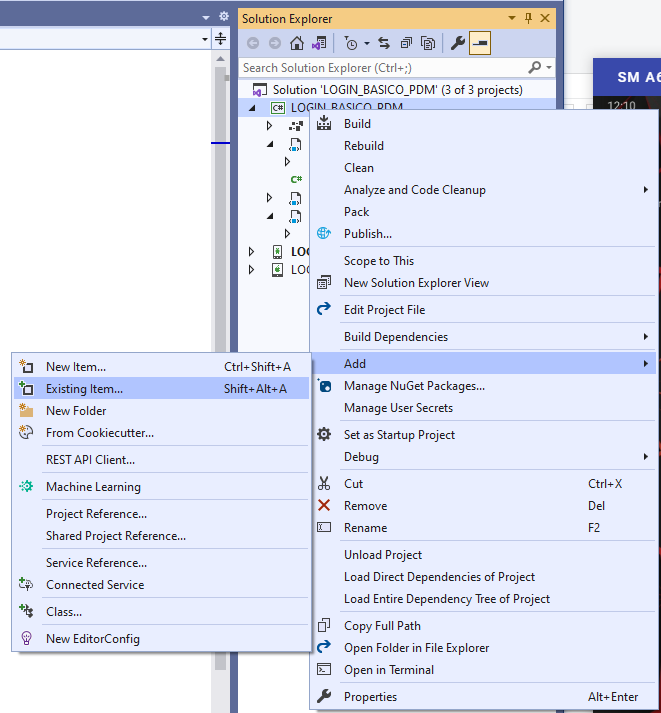 Solution Explorer
Search Solution Explorer (Ctrl+;)
Solution 'LOGIN_BASICO_PDM' (3 of 3 projects)
C# LOGIN_BASICO_PDM
C#
LOG
LOG
SM A6
12:10
Build
Rebuild
Clean
Analyze and Code Cleanup
Pack
Publish...
Scope to This
New Solution Explorer View
Edit Project File
Build Dependencies
Add
Manage NuGet Packages...
Manage User Secrets
Set as Startup Project
Debug
Cut Ctrl+X
Remove Del
Rename F2
Unload Project
Load Direct Dependencies of Project
Load Entire Dependency Tree of Project
Copy Full Path
Open Folder in File Explorer
Open in Terminal
Properties Alt+Enter
New Item... Ctrl+Shift+A
Existing Item... Shift+Alt+A
New Folder
From Cookiecutter...
REST API Client...
Machine Learning
Project Reference...
Shared Project Reference...
Service Reference...
Connected Service
Class...
New EditorConfig